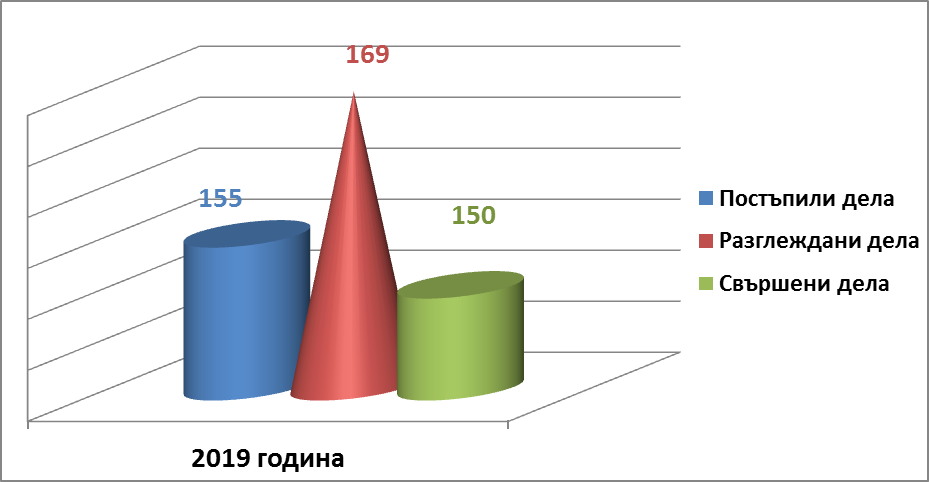 169
155
150
Постъпили дела
Разглеждани дела
Свършени дела
2019 година